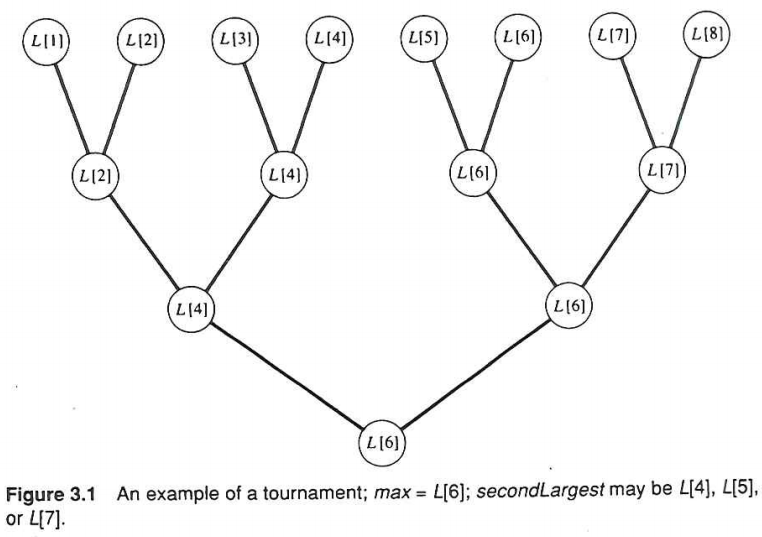 L[1] L[2] L[3] L[4] L[5] L[6] L[7] L[8]
L[2] L[4] L[6] L[7]
L[4] L[6]
L[6]
Figure 3.1 An example of a tournament; max = L[6]; secondLargest may be L[4], L[5],
or L[7].